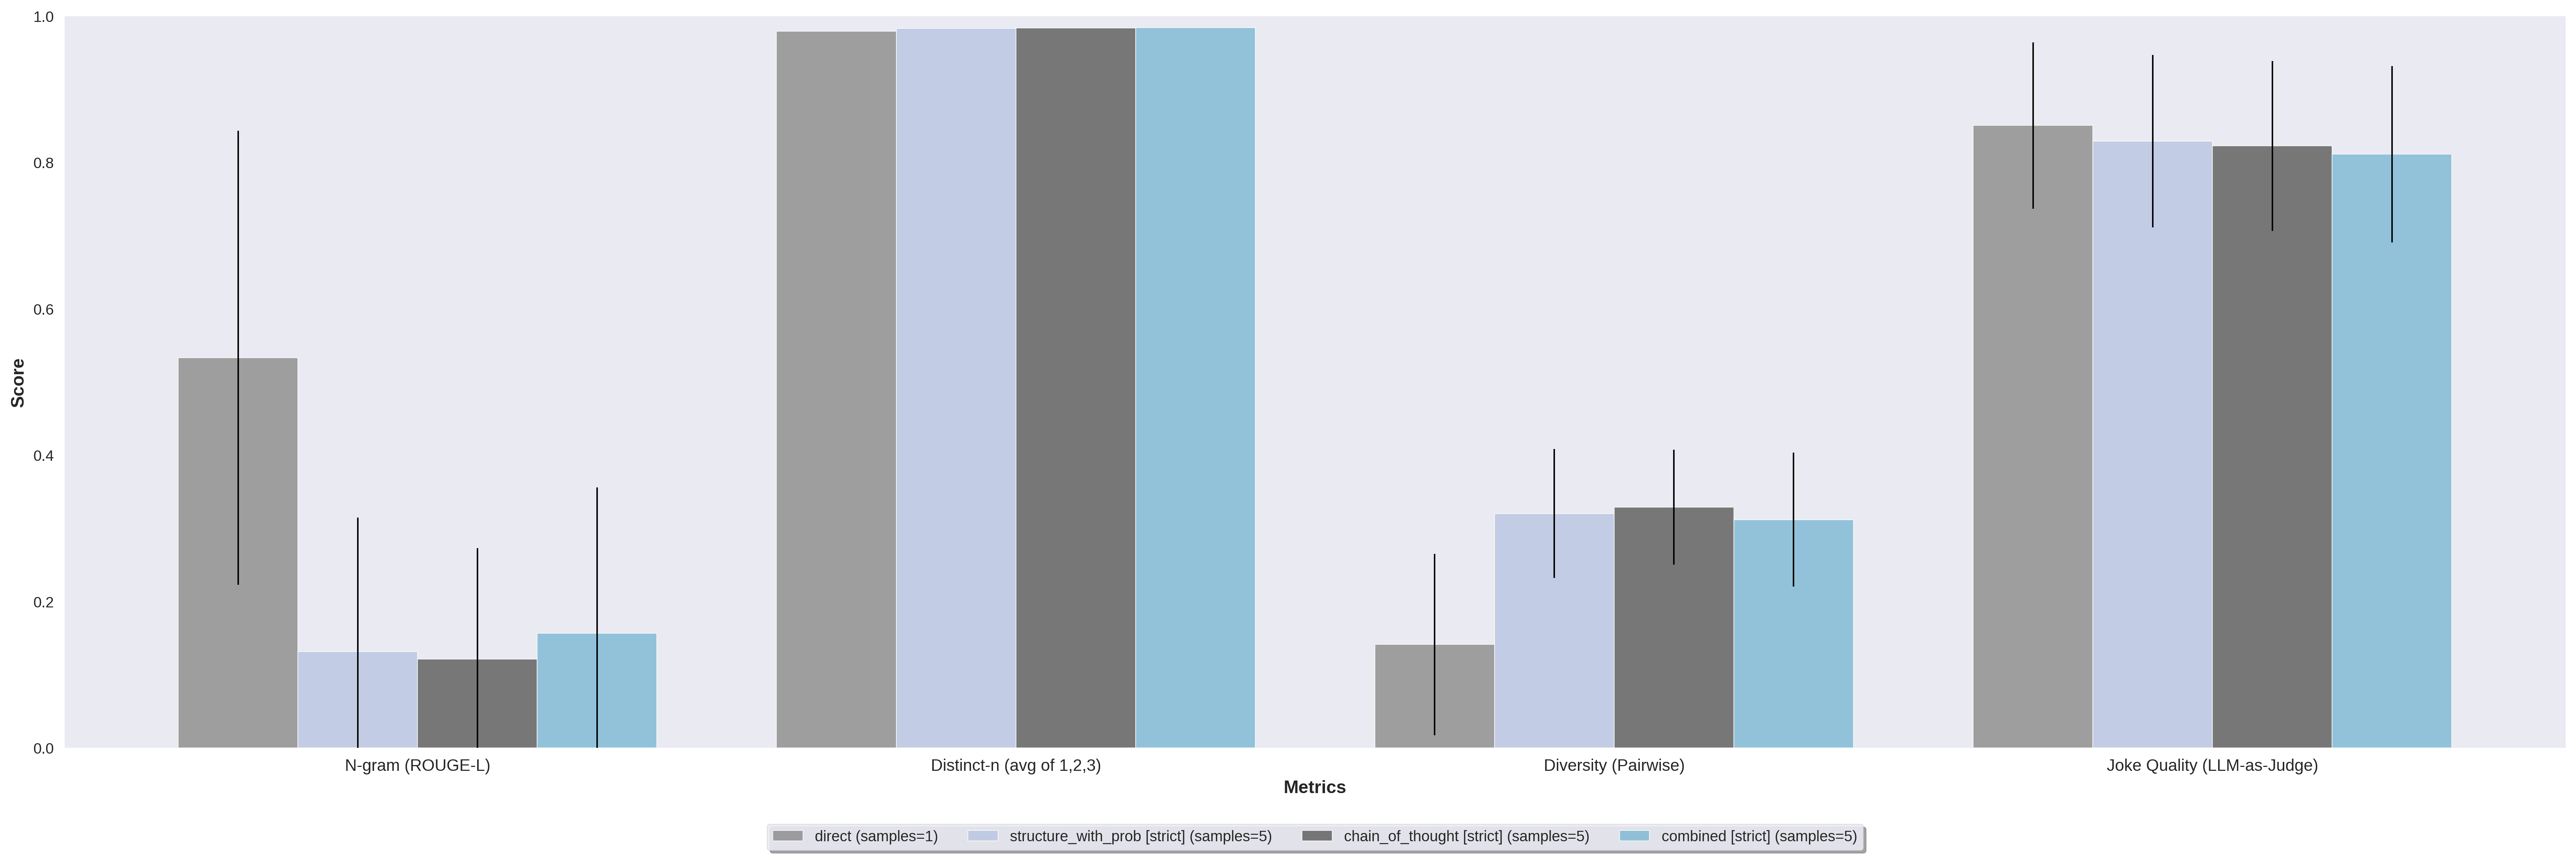 1.0
0.8
0.6
0.4
0.2
0.0
Score
N-gram (ROUGE-L)
Distinct-n (avg of 1,2,3)
Diversity (Pairwise)
Joke Quality (LLM-as-Judge)
Metrics
direct (samples=1)
structure_with_prob [strict] (samples=5)
chain_of_thought [strict] (samples=5)
combined [strict] (samples=5)